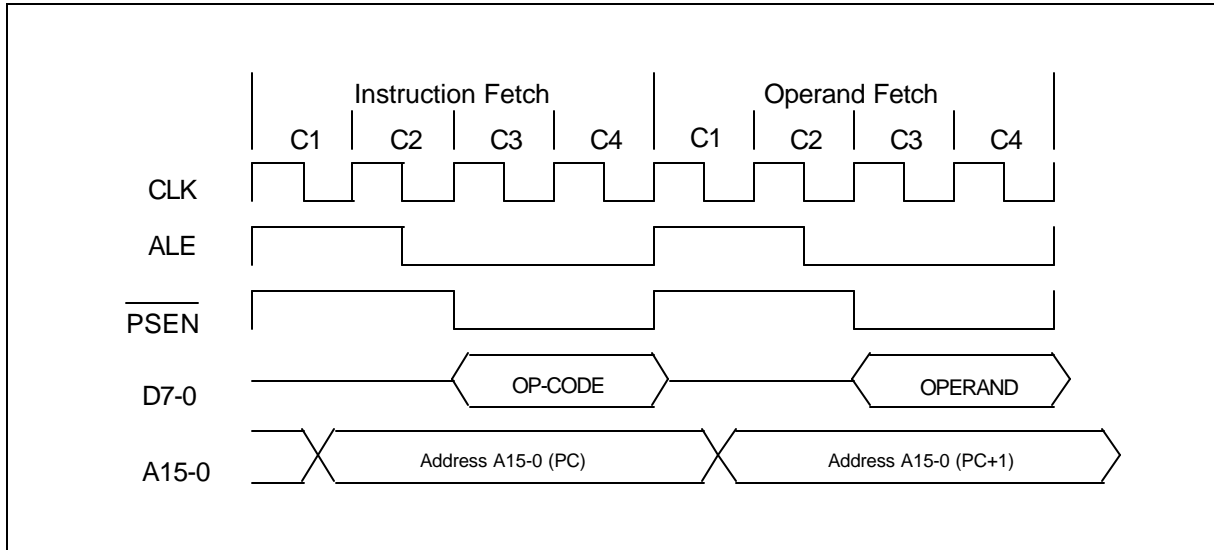 Instruction Fetch Operand Fetch
C1 C2 C3 C4 C1 C2 C3 C4
CLK
ALE
PSEN
D7-0 OP-CODE OPERAND
A15-0 Address A15-0 (PC) Address A15-0 (PC+1)